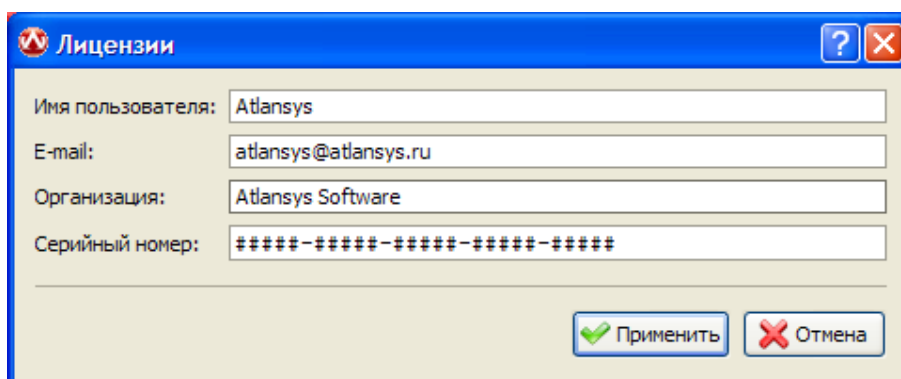 Лицензии
Имя пользователя: Atlansys
E-mail: atlansys@atlansys.ru
Организация: Atlansys Software
Серийный номер: #####-#####-#####-#####-#####
Применить Отмена